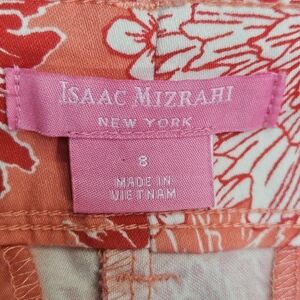 ISAAC MIZRAHI
NEW YORK
8
MADE IN
VIETNAM